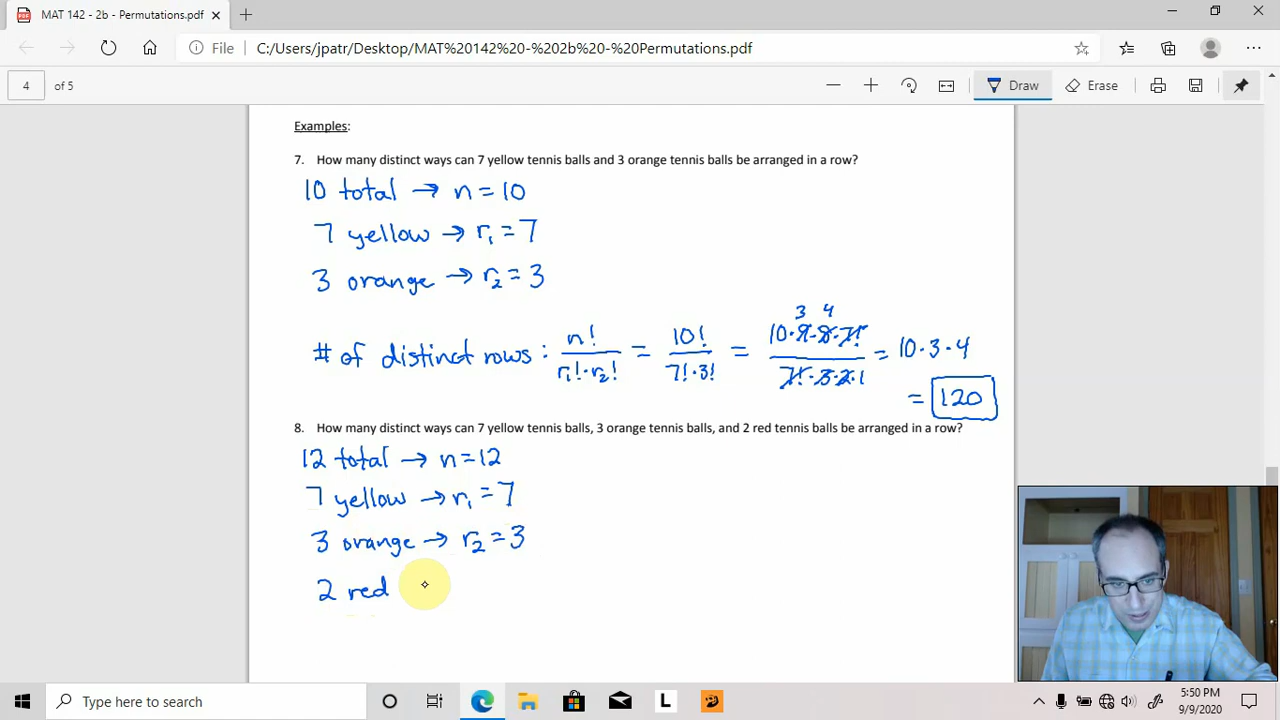 MAT 142 - 2b - Permutations.pdf
File C:/Users/jpatr/Desktop/MAT%20142%20-%202b%20-%20Permutations.pdf
4 of 5
Draw
Erase
Examples:
7. How many distinct ways can 7 yellow tennis balls and 3 orange tennis balls be arranged in a row?
10 total → n = 10
7 yellow → r₁ = 7
3 orange → r₂ = 3
# of distinct rows : n! / r₁!·r₂! = 10! / 7!·3! = 10·9·8·7! / 7!·3·2·1 = 10·3·4
3 4
= 120
8. How many distinct ways can 7 yellow tennis balls, 3 orange tennis balls, and 2 red tennis balls be arranged in a row?
12 total → n = 12
7 yellow → r₁ = 7
3 orange → r₂ = 3
2 red
Type here to search
L
5:50 PM
9/9/2020